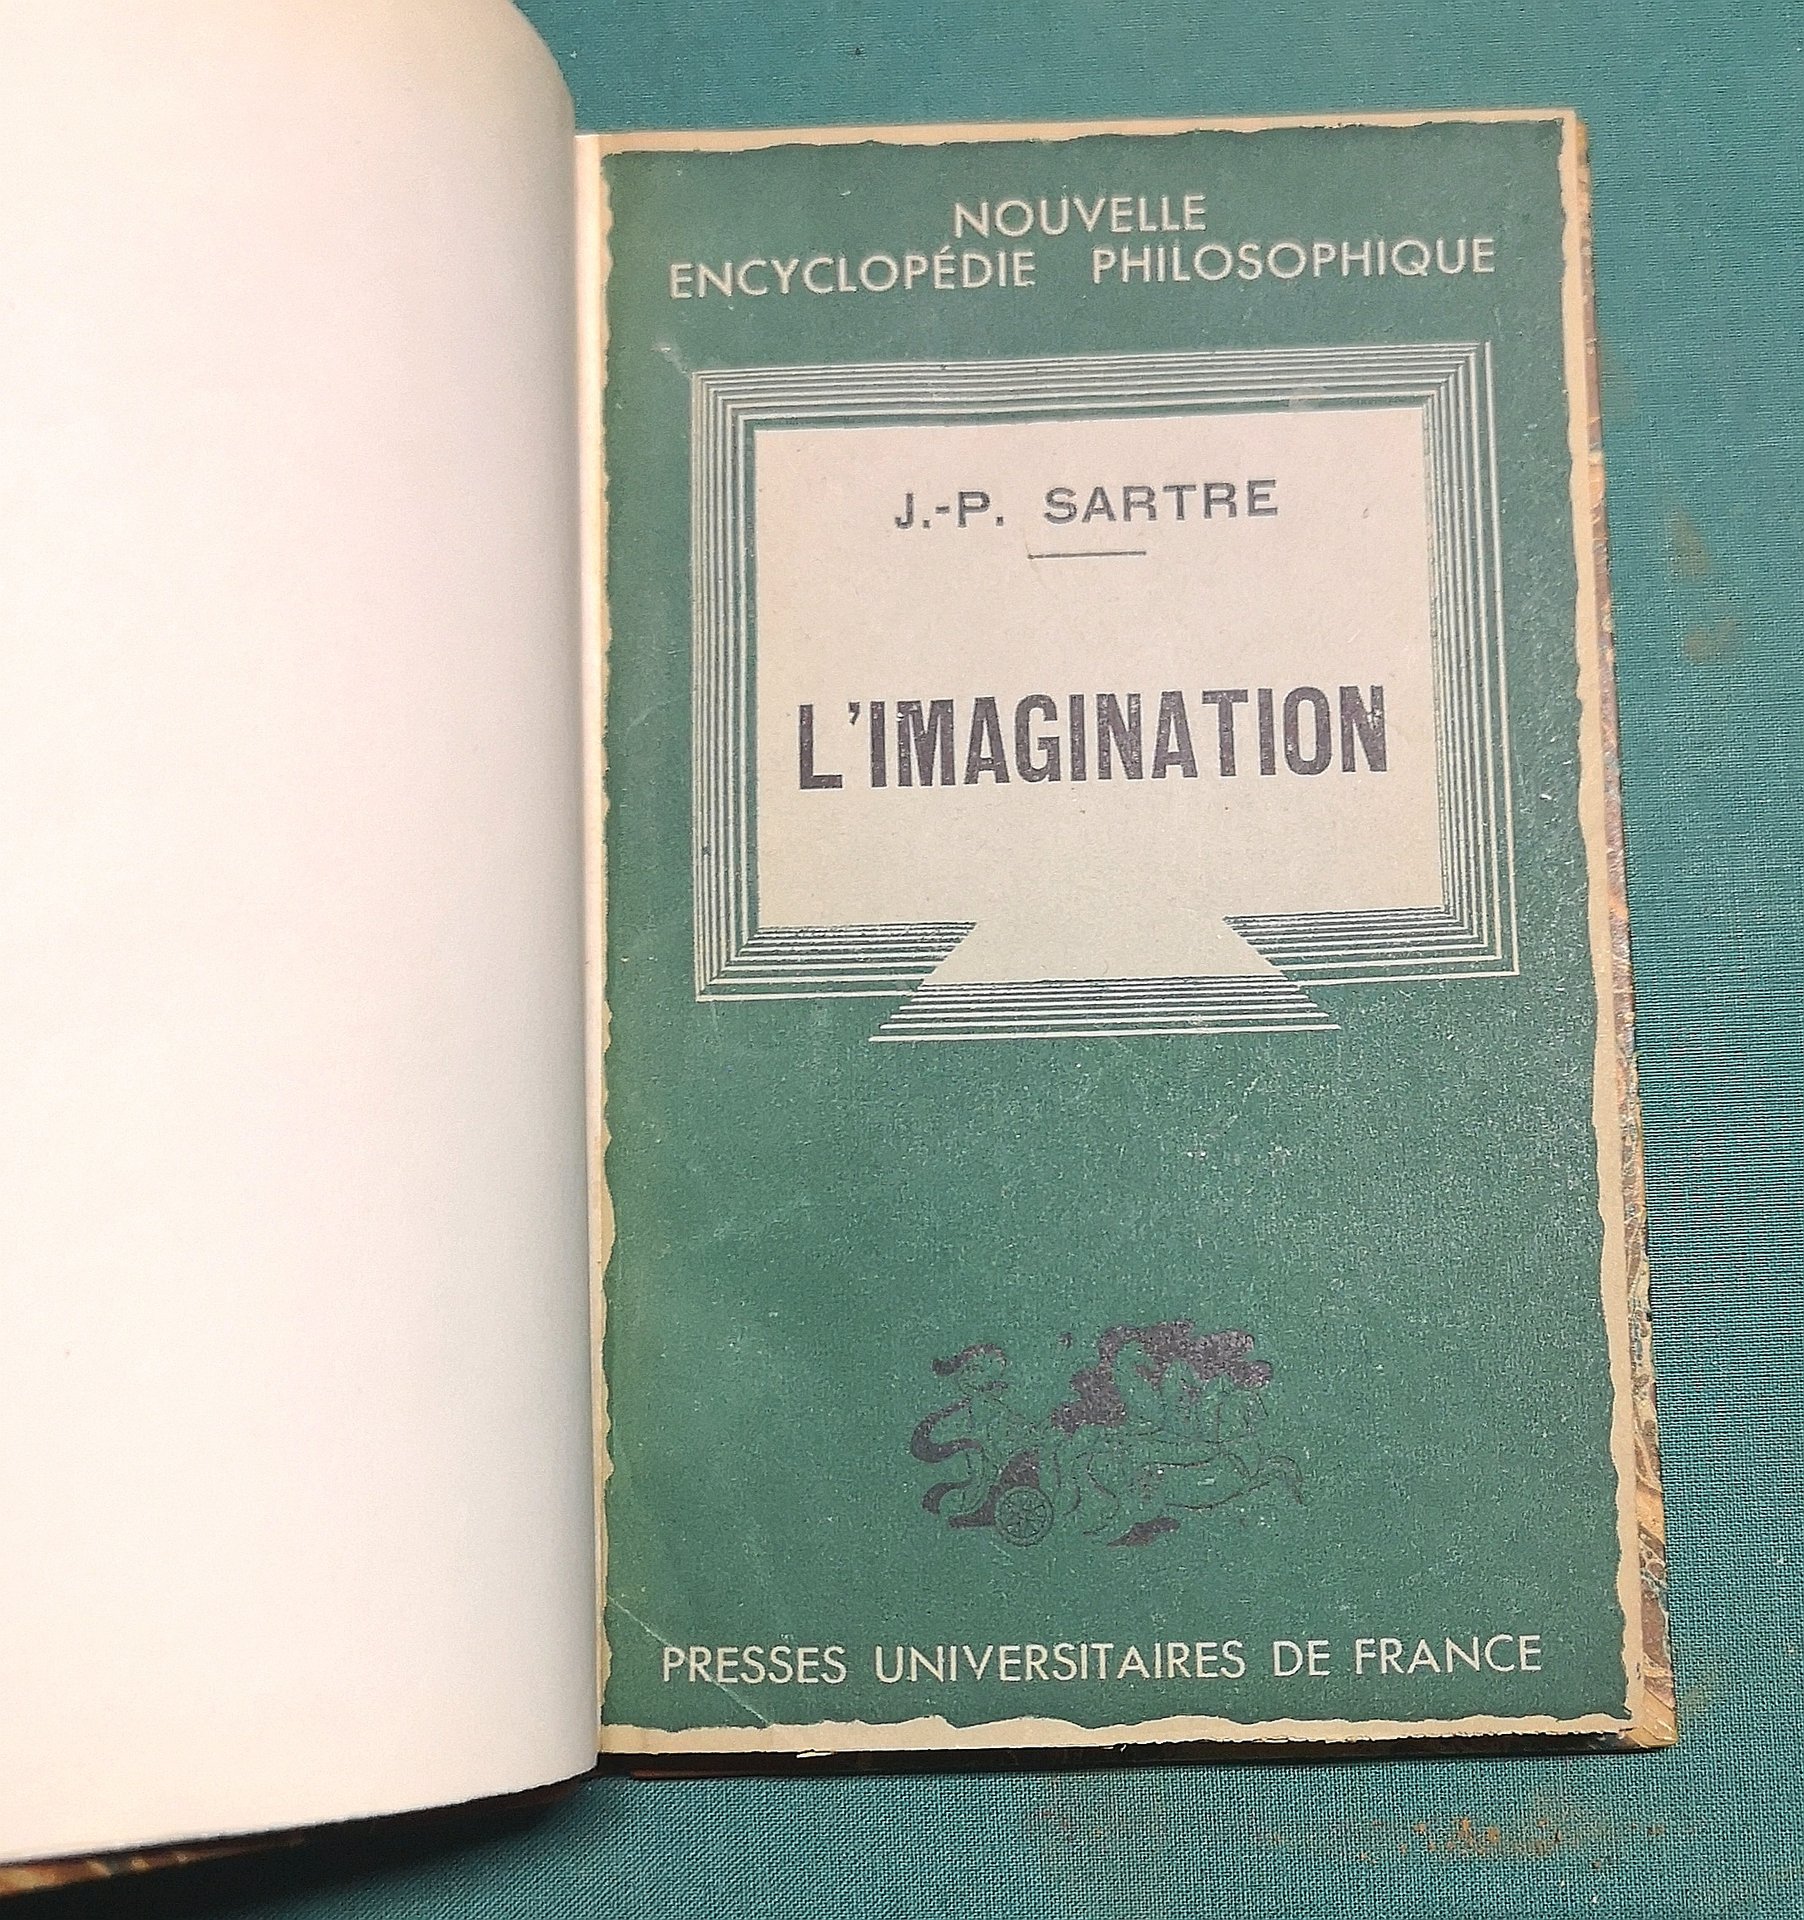 NOUVELLE
ENCYCLOPÉDIE PHILOSOPHIQUE
J.-P. SARTRE
L'IMAGINATION
PRESSES UNIVERSITAIRES DE FRANCE